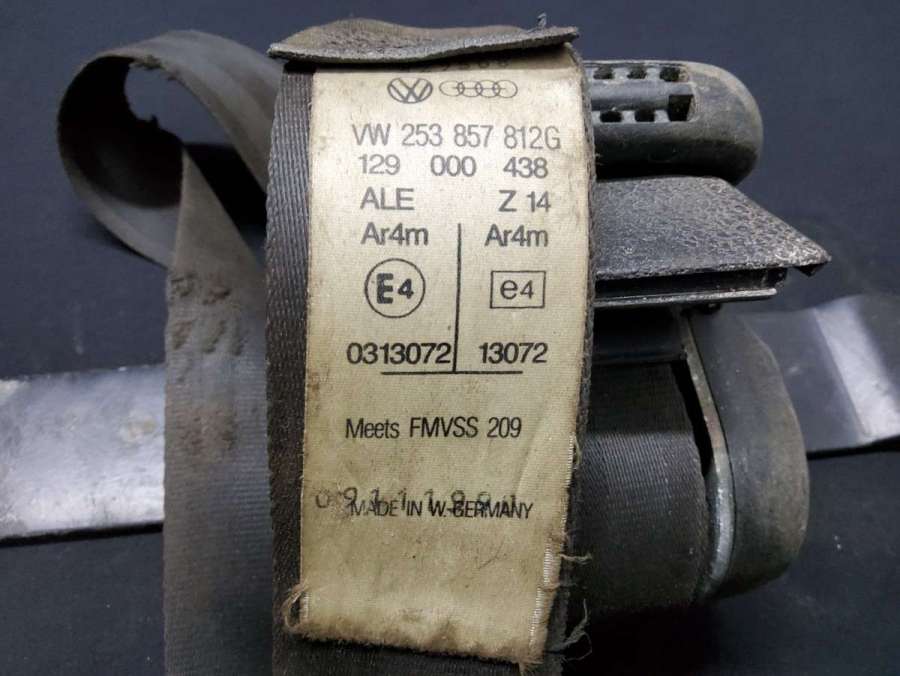 VW 253 857 812G
129 000 438
ALE Z 14
Ar4m Ar4m
E4 e4
0313072 13072
Meets FMVSS 209
MADE IN W.-GERMANY